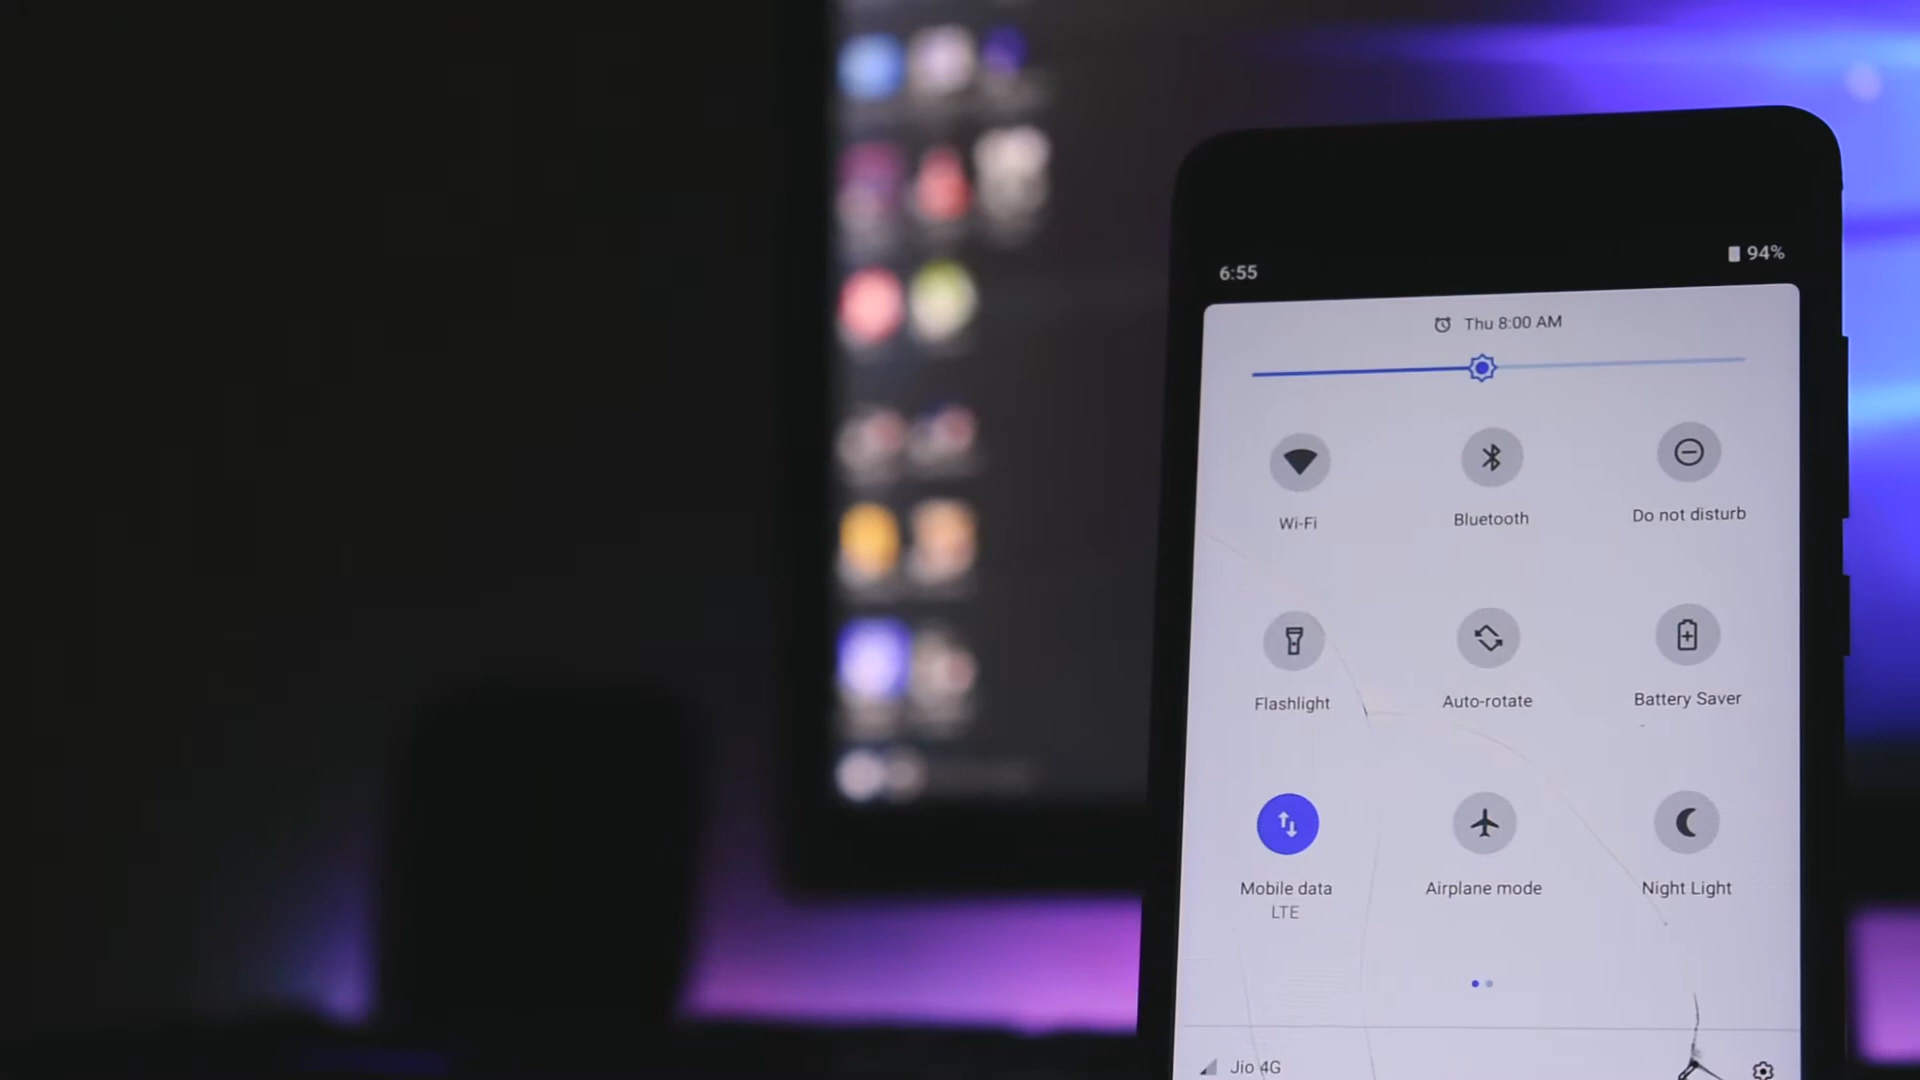 6:55
94%
Thu 8:00 AM
Wi-Fi
Bluetooth
Do not disturb
Flashlight
Auto-rotate
Battery Saver
Mobile data
LTE
Airplane mode
Night Light
Jio 4G